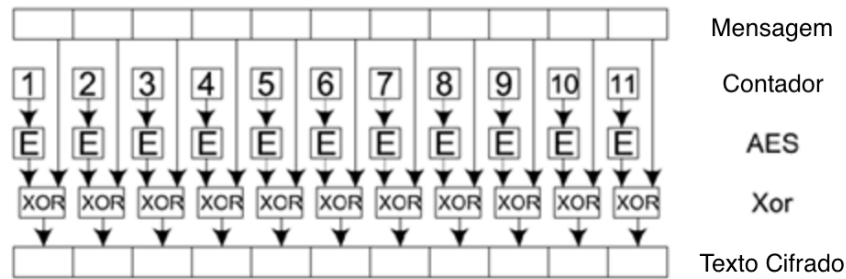 Mensagem
1 2 3 4 5 6 7 8 9 10 11 Contador
E E E E E E E E E E E AES
XOR XOR XOR XOR XOR XOR XOR XOR XOR XOR XOR Xor
Texto Cifrado